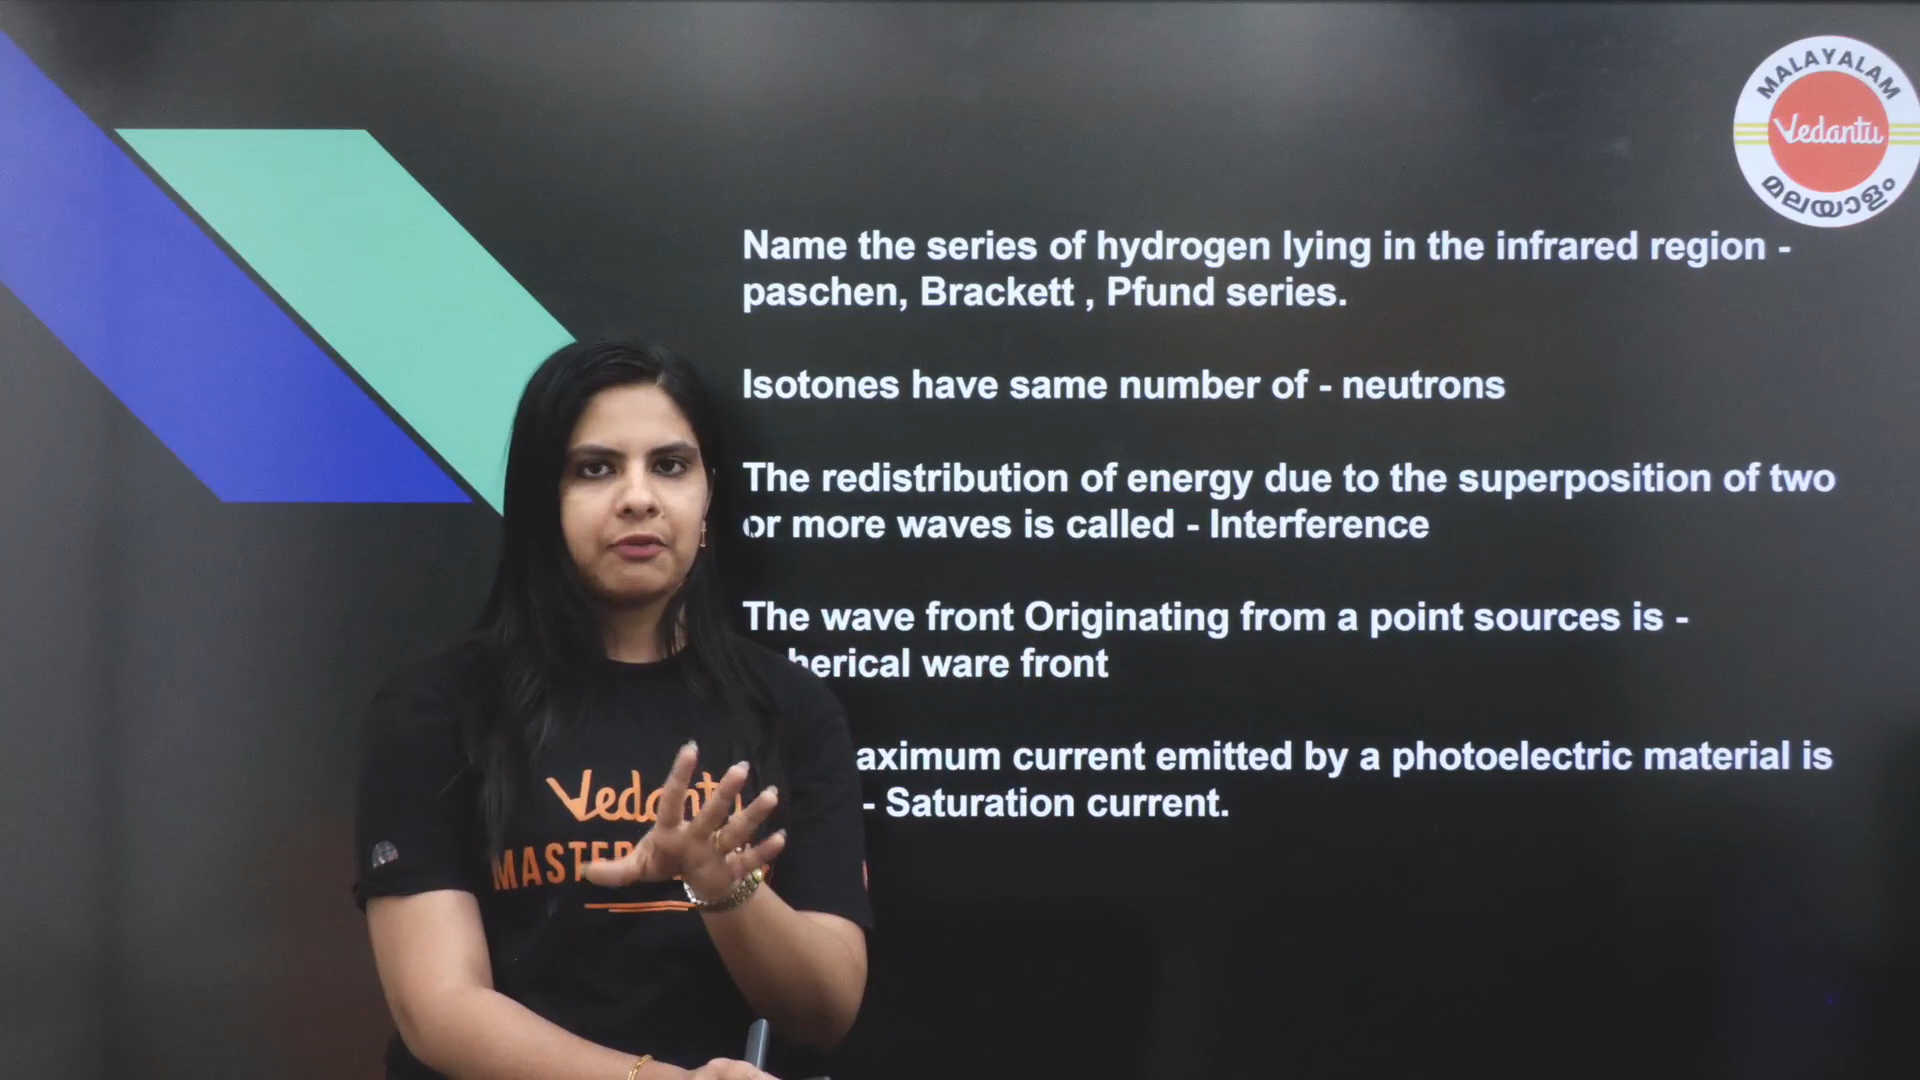 MALAYALAM
Vedantu
മലയാളം
Name the series of hydrogen lying in the infrared region -
paschen, Brackett , Pfund series.
Isotones have same number of - neutrons
The redistribution of energy due to the superposition of two
or more waves is called - Interference
The wave front Originating from a point sources is -
herical ware front
aximum current emitted by a photoelectric material is
- Saturation current.
Vedantu
MASTER